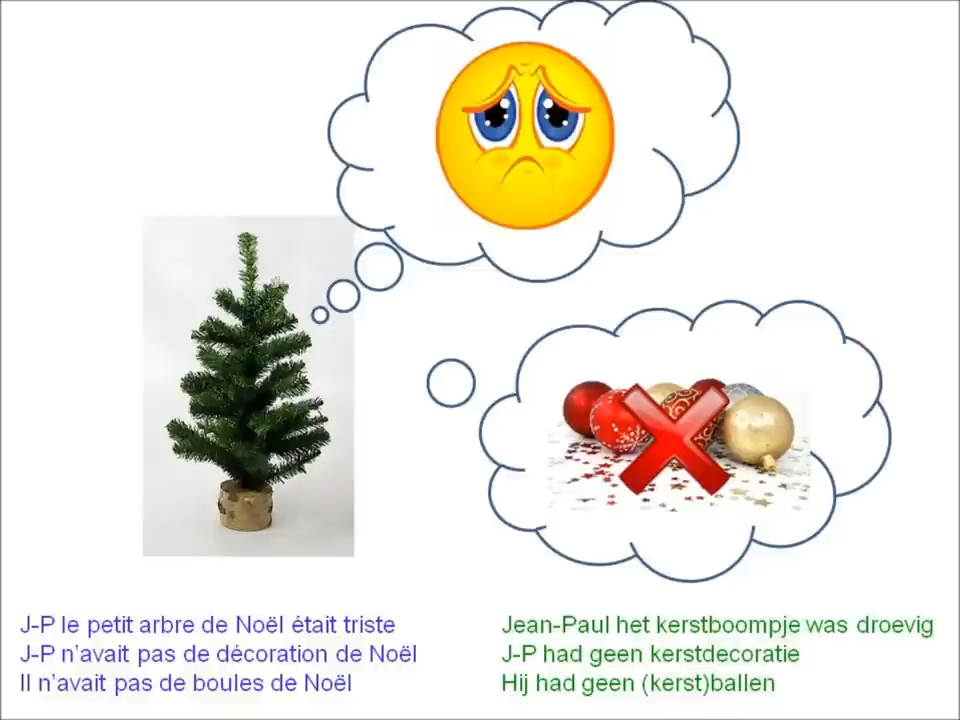 J-P le petit arbre de Noël était triste
J-P n'avait pas de décoration de Noël
Il n'avait pas de boules de Noël
Jean-Paul het kerstboompje was droevig
J-P had geen kerstdecoratie
Hij had geen (kerst)ballen